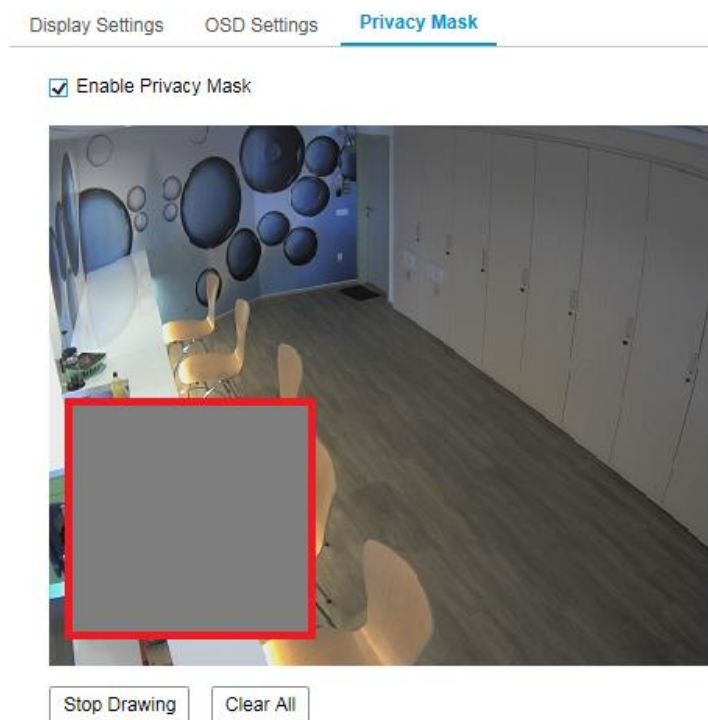 Display Settings OSD Settings Privacy Mask
Enable Privacy Mask
Stop Drawing Clear All